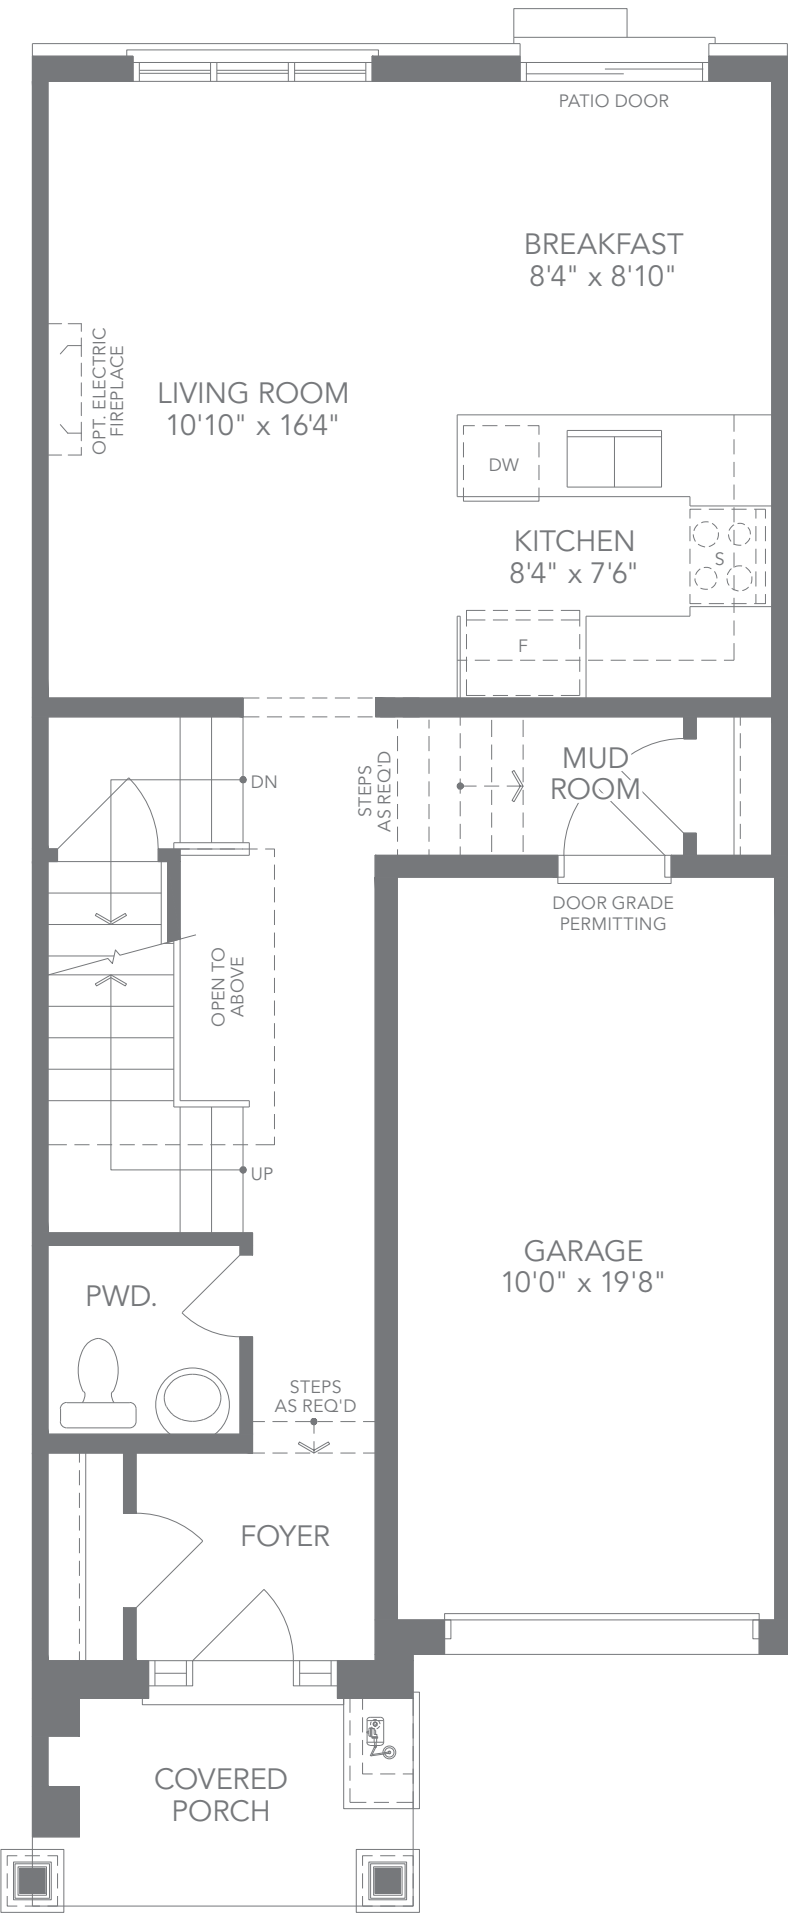 PATIO DOOR
BREAKFAST
8'4" x 8'10"
OPT. ELECTRIC
FIREPLACE
LIVING ROOM
10'10" x 16'4"
DW
KITCHEN
8'4" x 7'6"
S
F
DN
STEPS
AS REQ'D
MUD
ROOM
DOOR GRADE
PERMITTING
OPEN TO
ABOVE
UP
GARAGE
10'0" x 19'8"
PWD.
STEPS
AS REQ'D
FOYER
COVERED
PORCH